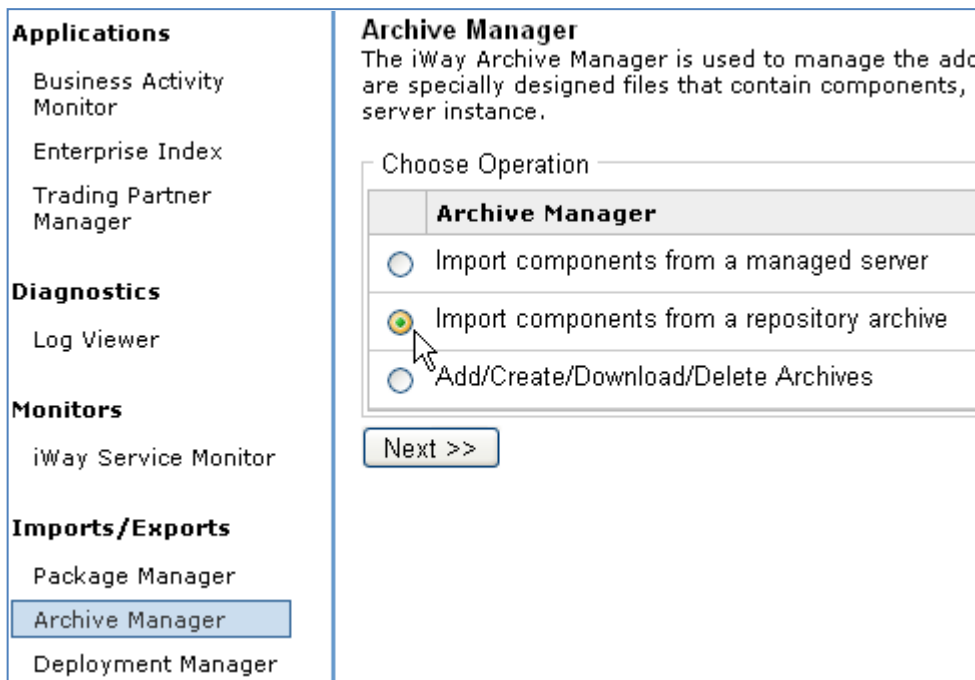 Applications
Business Activity
Monitor
Enterprise Index
Trading Partner
Manager
Diagnostics
Log Viewer
Monitors
iWay Service Monitor
Imports/Exports
Package Manager
Archive Manager
Deployment Manager
Archive Manager
The iWay Archive Manager is used to manage the
are specially designed files that contain components,
server instance.
Choose Operation
Archive Manager
Import components from a managed server
Import components from a repository archive
Add/Create/Download/Delete Archives
Next >>